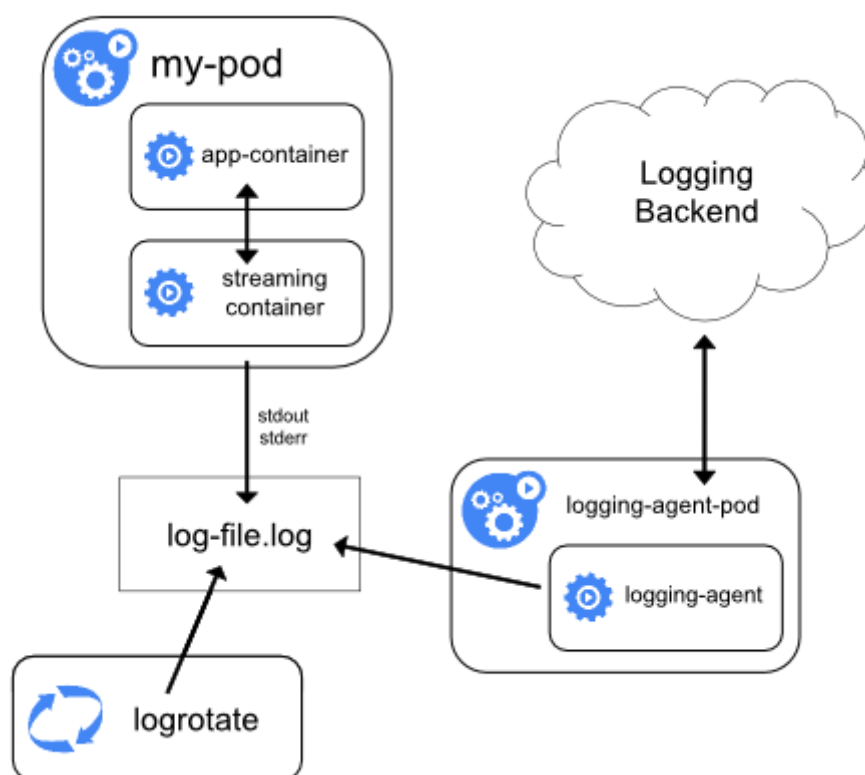 my-pod
app-container
streaming
container
stdout
stderr
log-file.log
logrotate
Logging
Backend
logging-agent-pod
logging-agent